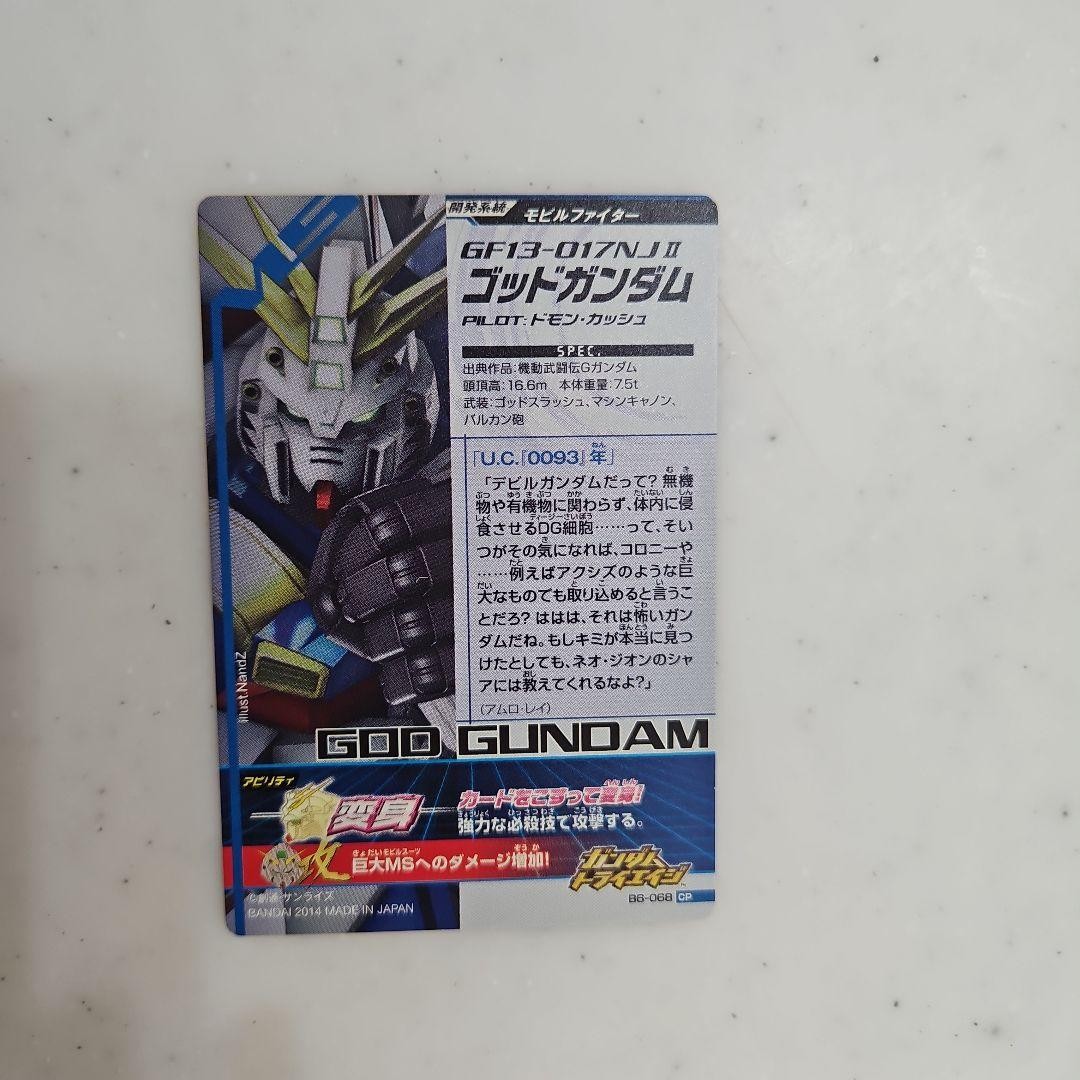 開発系統 モビルファイター
GF13-017NJⅡ
ゴッドガンダム
PILOT:ドモン・カッシュ
SPEC.
出典作品:機動武闘伝Gガンダム
頭頂高:16.6m 本体重量:7.5t
武装:ゴッドスラッシュ、マシンキャノン、
バルカン砲
「U.C.『0093』年」
「デビルガンダムだって? 無機
物や有機物に関わらず、体内に侵
食させるDG細胞……って、そい
つがその気になれば、コロニーや
……例えばアクシズのような巨
大なものでも取り込めると言うこ
とだろ? ははは、それは怖いガン
ダムだね。もしキミが本当に見つ
けたとしても、ネオ・ジオンのシャ
アには教えてくれるなよ?」
(アムロ・レイ)
illust.NandZ
GOD GUNDAM
アビリティ
変身 カードをこすって変身!
強力な必殺技で攻撃する。
攻 巨大MSへのダメージ増加!
ガンダム
トライエイジ
B6-068 CP
©創通・サンライズ
BANDAI 2014 MADE IN JAPAN